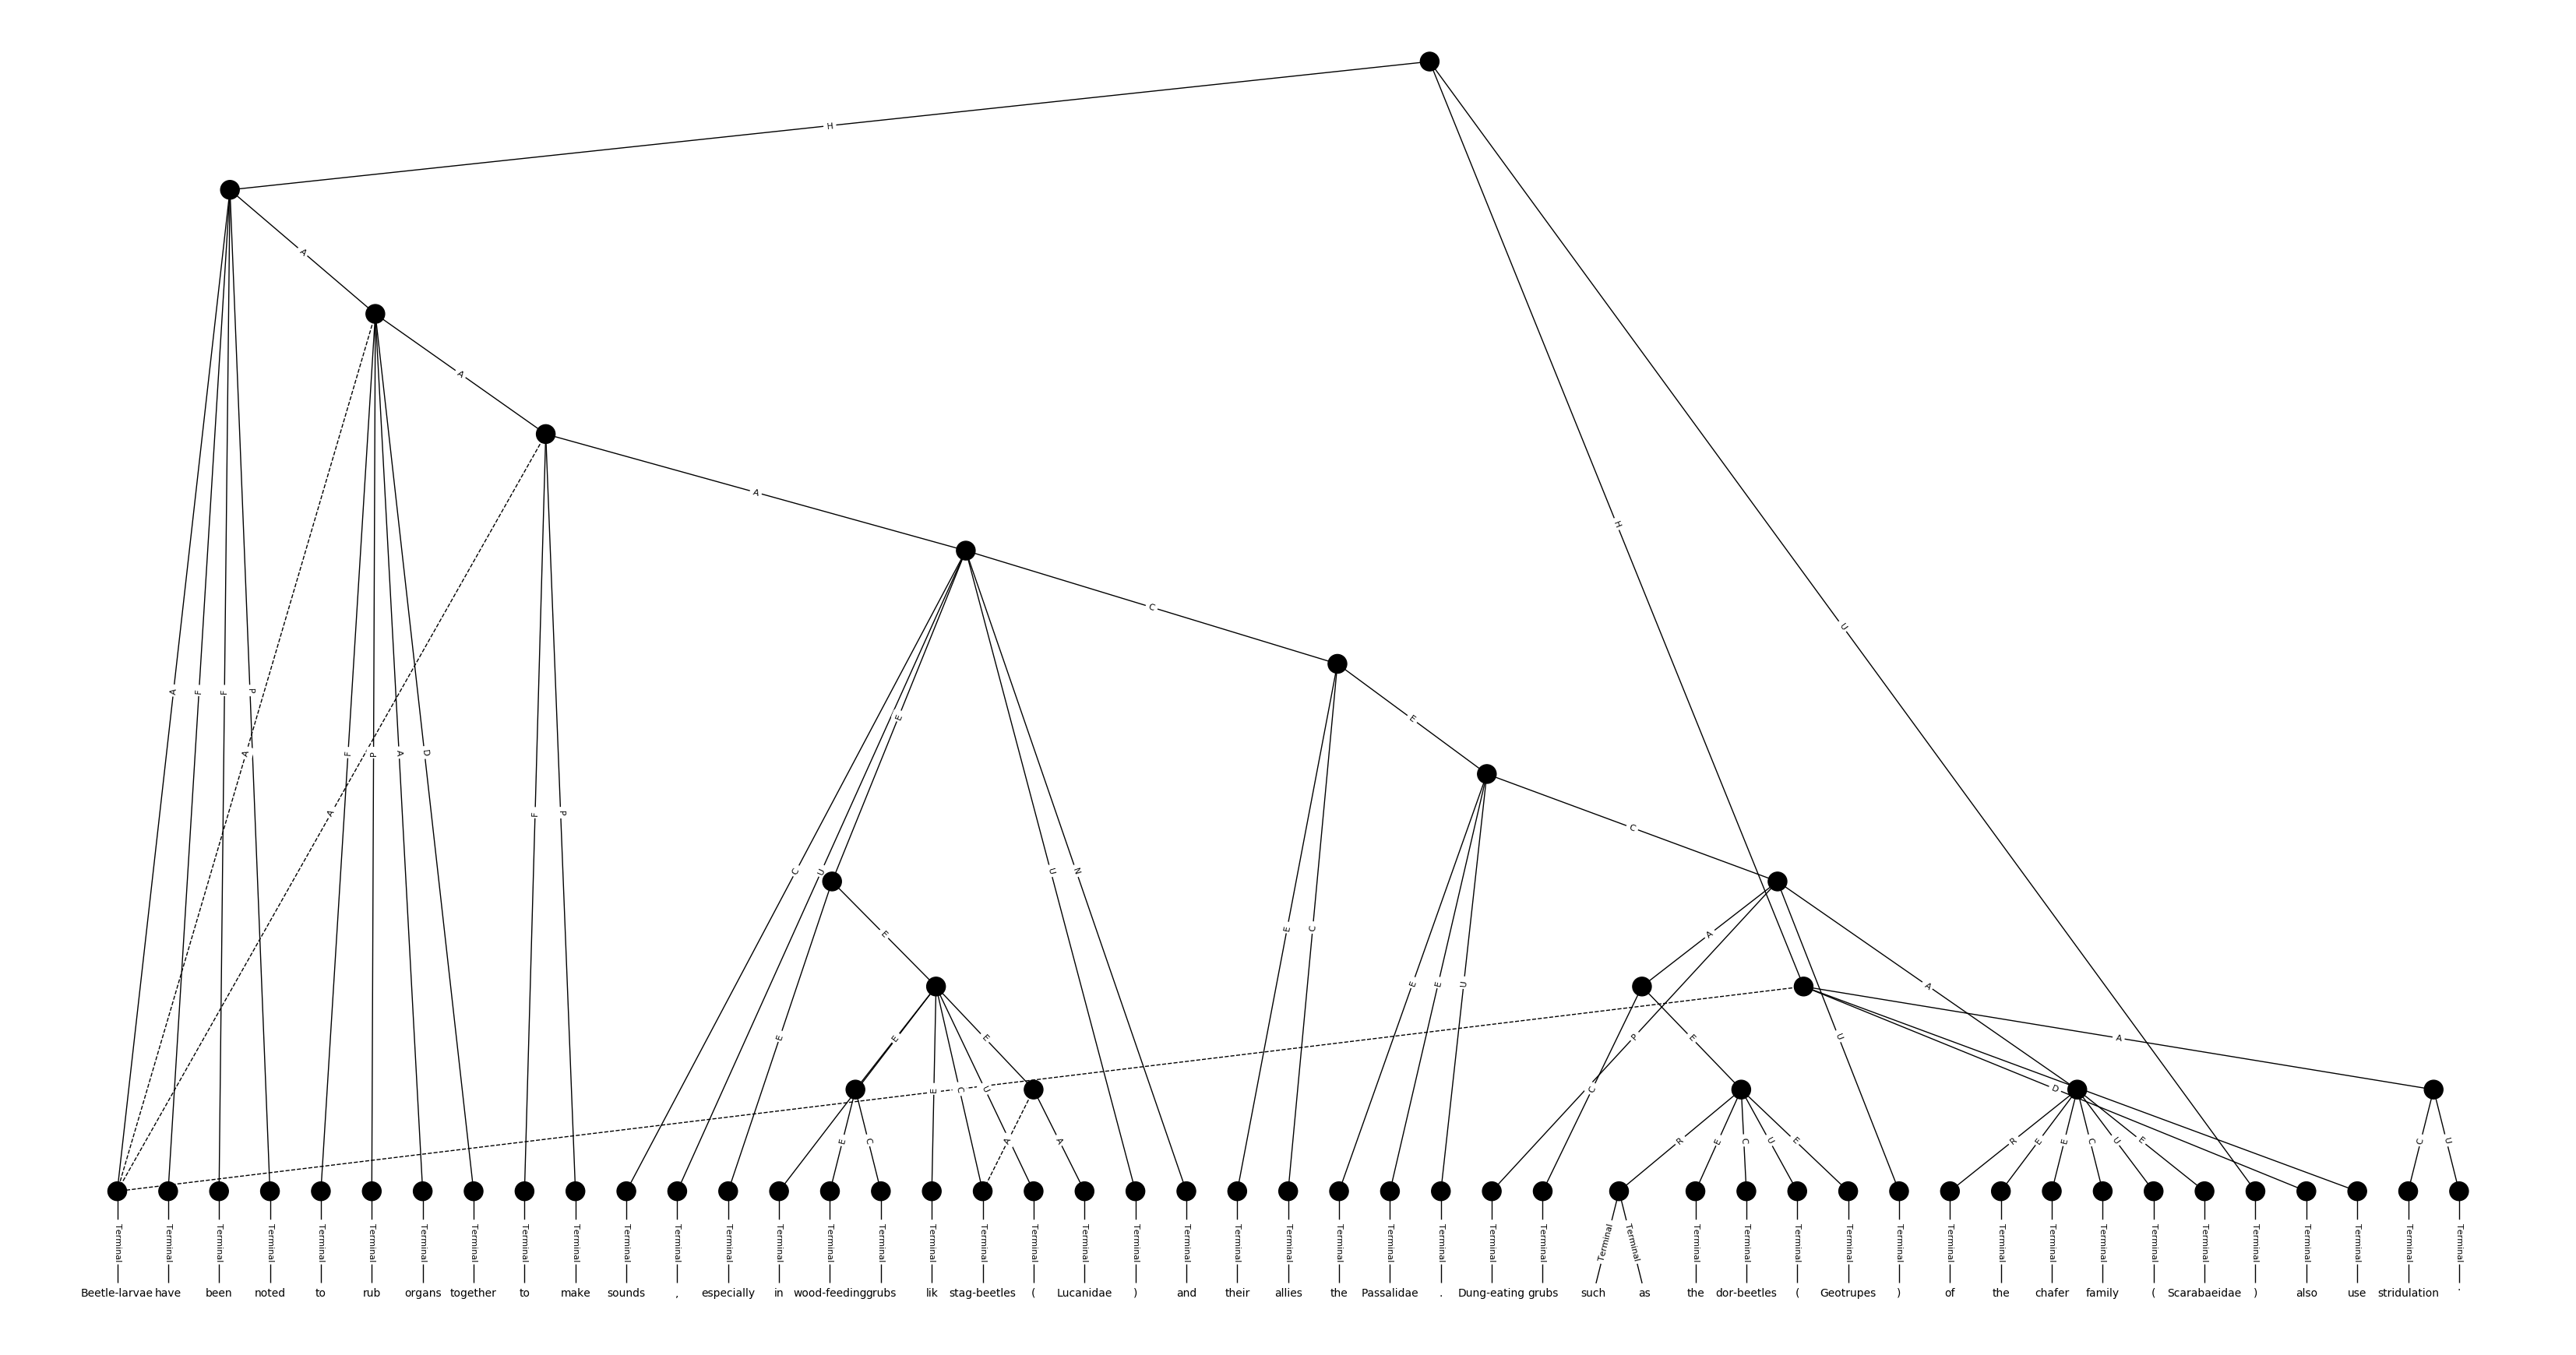 H
A
A
A
E
C
E
A F F P
A F P A D
A
F P
C U
U N
C
H
U
E
E C
E E U
E
E
A
A
P
E
U
A
E C U
A A
C
D
E C
R E C U E
R E E C U E
C U
Terminal Terminal Terminal Terminal Terminal Terminal Terminal Terminal Terminal Terminal Terminal Terminal Terminal Terminal Terminal Terminal Terminal Terminal Terminal Terminal Terminal Terminal Terminal Terminal Terminal Terminal Terminal Terminal Terminal Terminal Terminal Terminal Terminal Terminal Terminal Terminal Terminal Terminal Terminal Terminal Terminal Terminal Terminal Terminal Terminal Terminal Terminal
Beetle-larvae have been noted to rub organs together to make sounds , especially in wood-feeding grubs lik stag-beetles ( Lucanidae ) and their allies the Passalidae . Dung-eating grubs such as the dor-beetles ( Geotrupes ) of the chafer family ( Scarabaeidae ) also use stridulation .